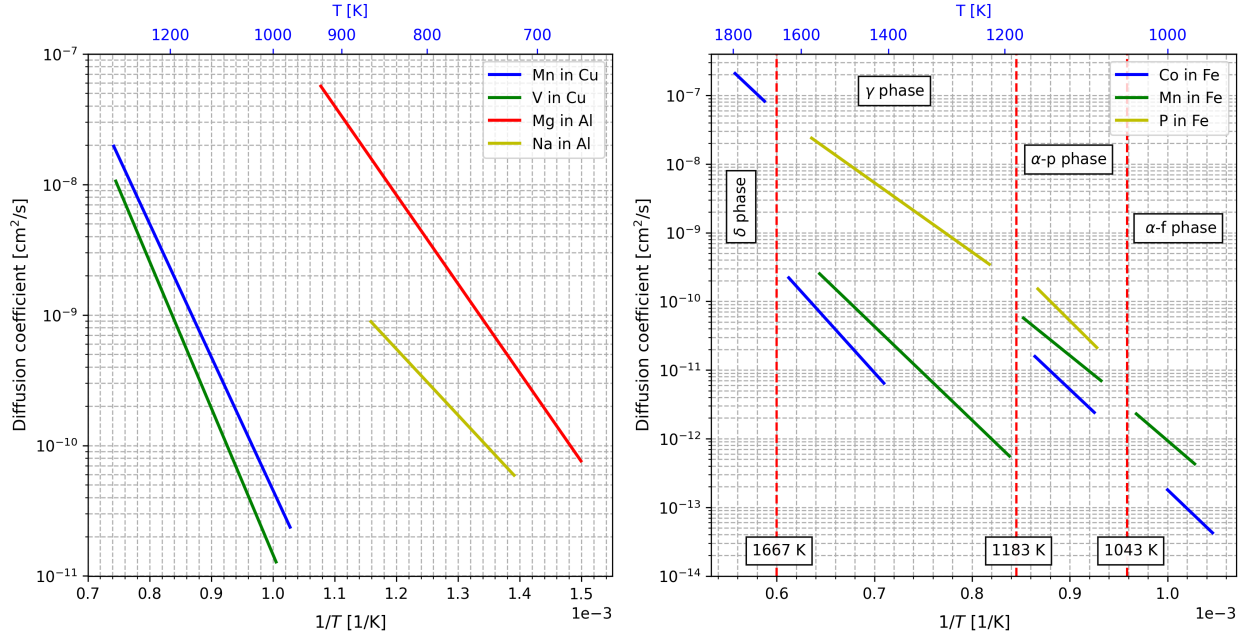 T [K]
1200 1000 900 800 700
10⁻⁷
10⁻⁸
10⁻⁹
10⁻¹⁰
10⁻¹¹
Diffusion coefficient [cm²/s]
Mn in Cu
V in Cu
Mg in Al
Na in Al
0.7 0.8 0.9 1.0 1.1 1.2 1.3 1.4 1.5
1e−3
1/T [1/K]
T [K]
1800 1600 1400 1200 1000
10⁻⁷
10⁻⁸
10⁻⁹
10⁻¹⁰
10⁻¹¹
10⁻¹²
10⁻¹³
10⁻¹⁴
Diffusion coefficient [cm²/s]
Co in Fe
Mn in Fe
P in Fe
γ phase
α-p phase
δ phase
α-f phase
1667 K
1183 K
1043 K
0.6 0.7 0.8 0.9 1.0
1e−3
1/T [1/K]